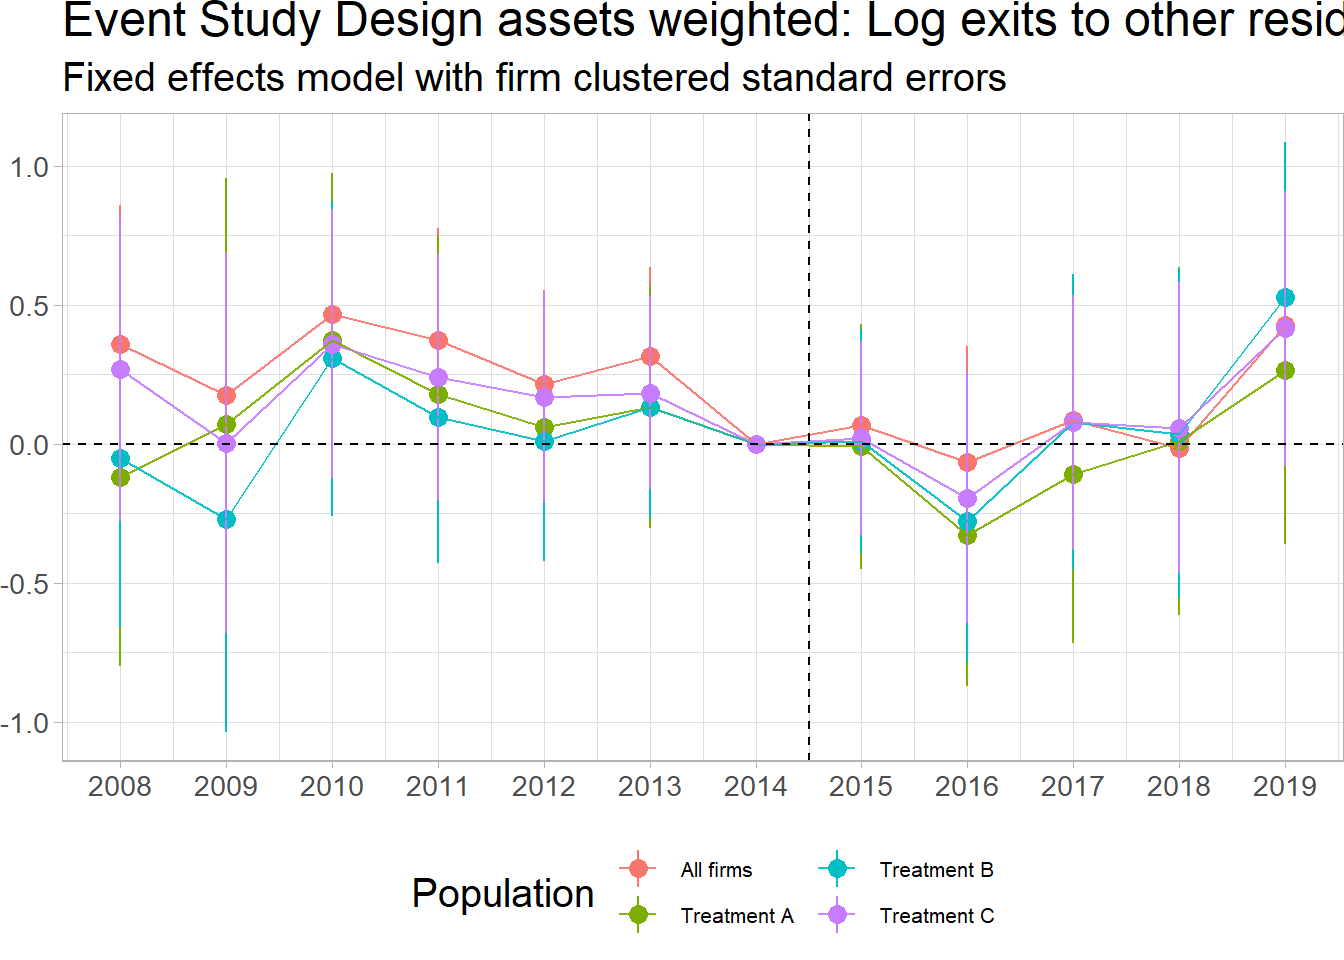 Event Study Design assets weighted: Log exits to other resid
Fixed effects model with firm clustered standard errors
1.0
0.5
0.0
-0.5
-1.0
2008 2009 2010 2011 2012 2013 2014 2015 2016 2017 2018 2019
Population
All firms
Treatment A
Treatment B
Treatment C